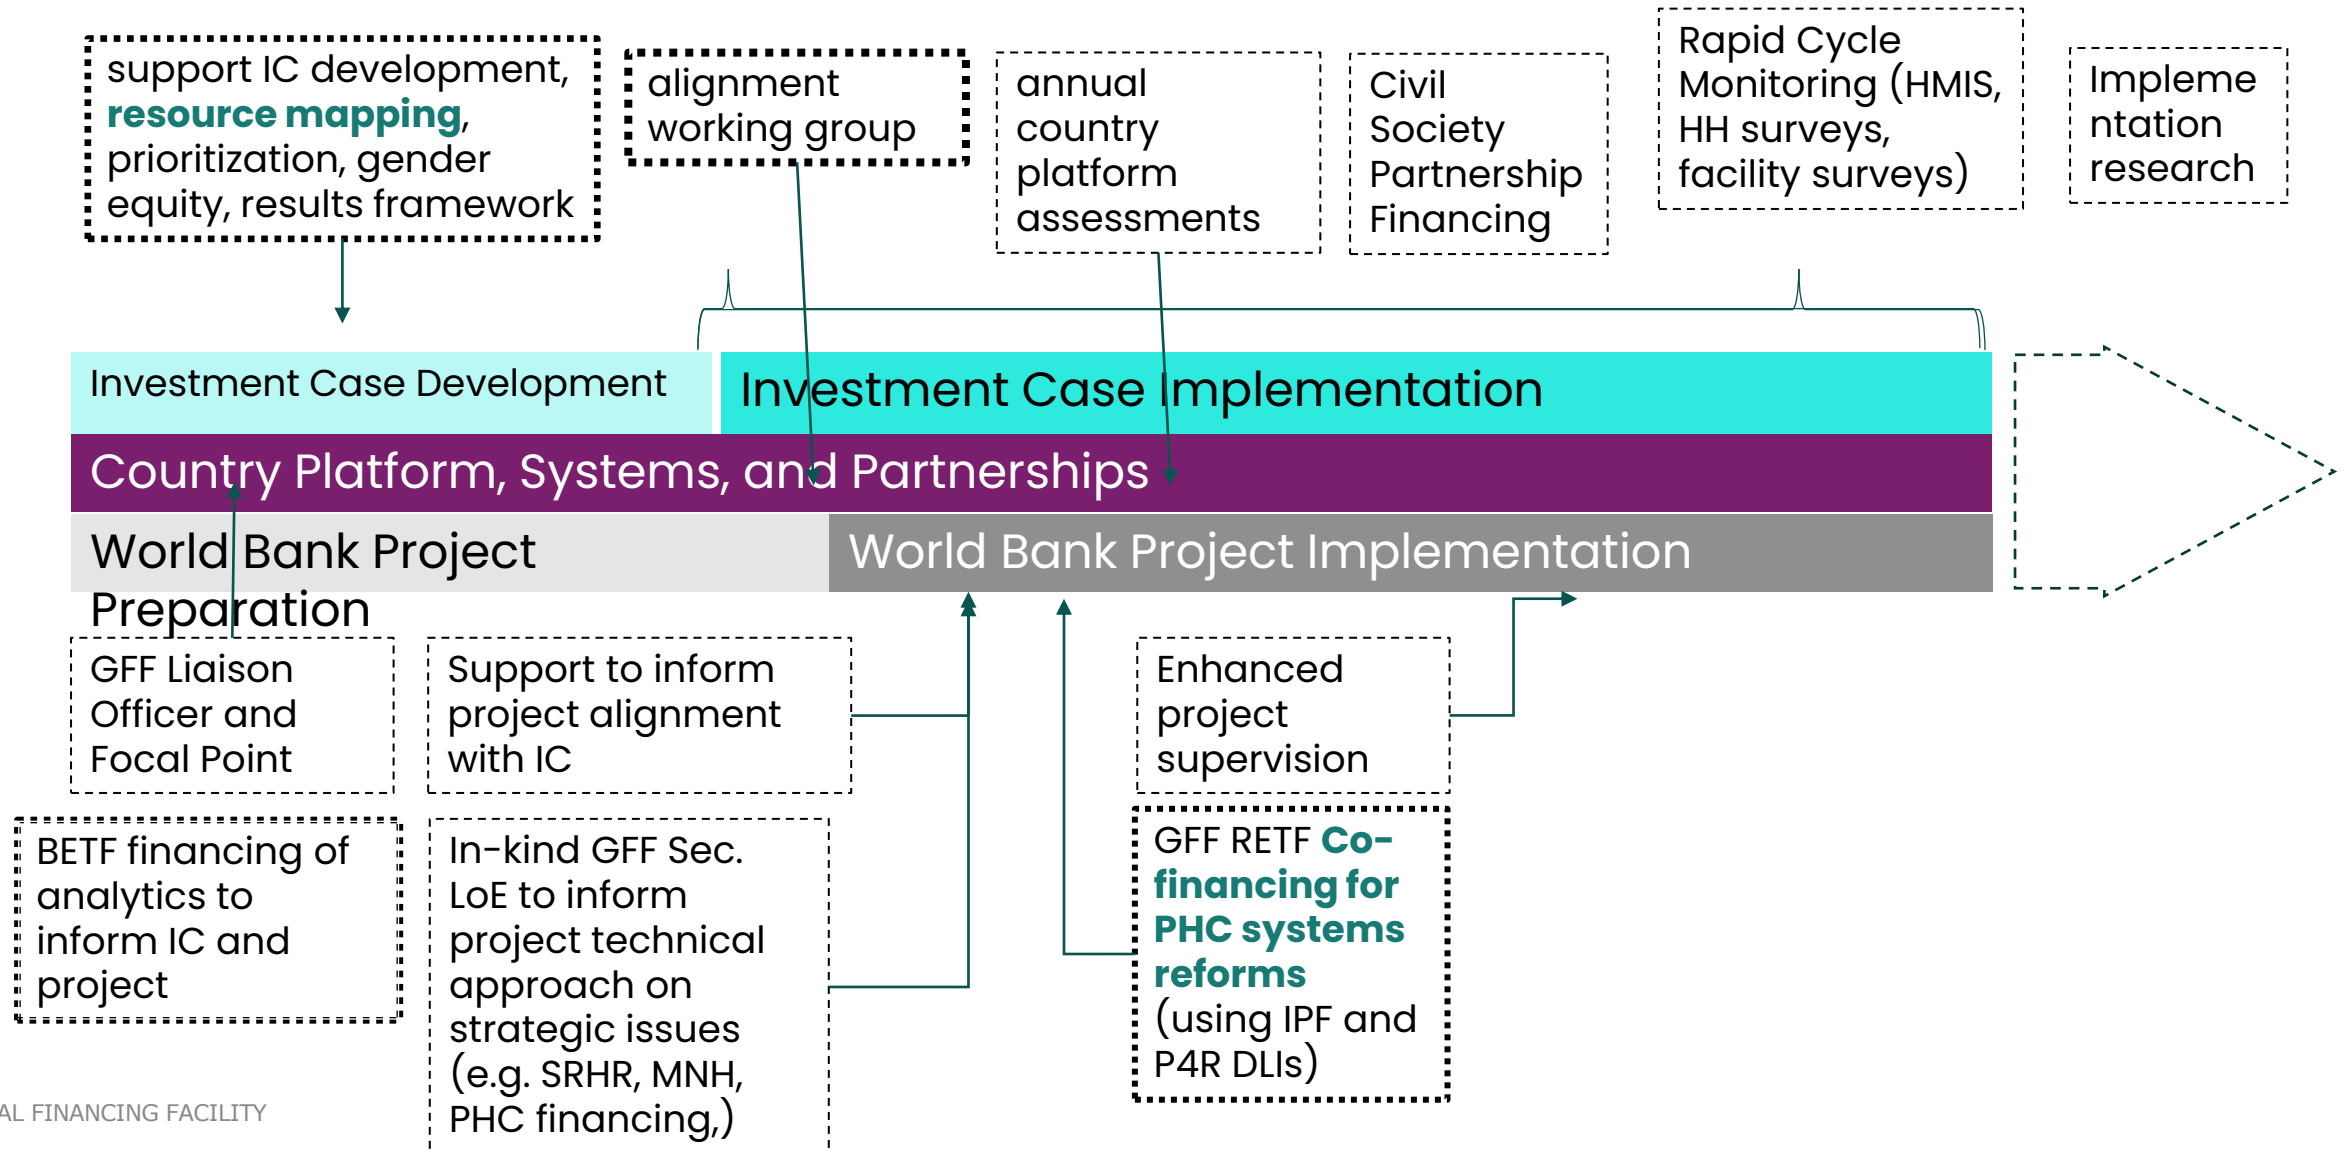 support IC development,
resource mapping,
prioritization, gender
equity, results framework
alignment
working group
annual
country
platform
assessments
Civil
Society
Partnership
Financing
Rapid Cycle
Monitoring (HMIS,
HH surveys,
facility surveys)
Impleme
ntation
research
Investment Case Development
Investment Case Implementation
Country Platform, Systems, and Partnerships
World Bank Project
Preparation
World Bank Project Implementation
GFF Liaison
Officer and
Focal Point
Support to inform
project alignment
with IC
Enhanced
project
supervision
BETF financing of
analytics to
inform IC and
project
In-kind GFF Sec.
LoE to inform
project technical
approach on
strategic issues
(e.g. SRHR, MNH,
PHC financing,)
GFF RETF Co-
financing for
PHC systems
reforms
(using IPF and
P4R DLIs)
AL FINANCING FACILITY